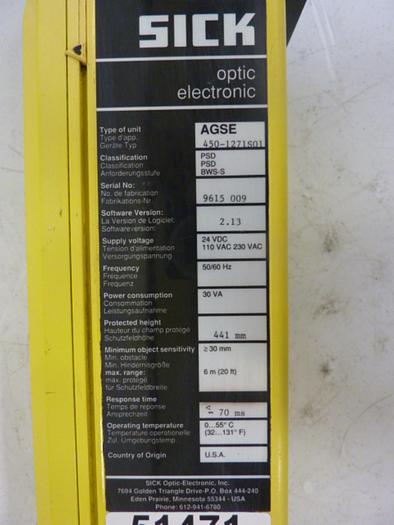 SICK
optic
electronic
Type of unit AGSE
Type d'app.
Geräte Typ 450-1271S01
Classification PSD
Classification PSD
Anforderungsstufe BWS-S
Serial No:
No. de fabrication 9615 009
Fabrikations-Nr.
Software Version:
La Version de Logiciel: 2.13
Softwareversion:
Supply voltage 24 VDC
Tension d'alimentation 110 VAC 230 VAC
Versorgungspannung
Frequency 50/60 Hz
Fréquence
Frequenz
Power consumption 30 VA
Consommation
Leistungsaufnahme
Protected height
Hauteur du champ protégé 441 mm
Schutzfeldhöhe
Minimum object sensitivity ≥ 30 mm
Min. obstacle
Min. Hindernisgröße
max. range: 6 m (20 ft)
max. protégé
für Schutzfeldbreite
Response time
Temps de reponse ≤ 70 ms
Ansprechzeit
Operating temperature 0...55° C
Temperature operationelle (32...131° F)
Zul. Umgebungstemp.
Country of Origin U.S.A.
SICK Optic-Electronic, Inc.
7694 Golden Triangle Drive-P.O. Box 444-240
Eden Prairie, Minnesota 55344 - USA
Phone: 612-941-6780
51471